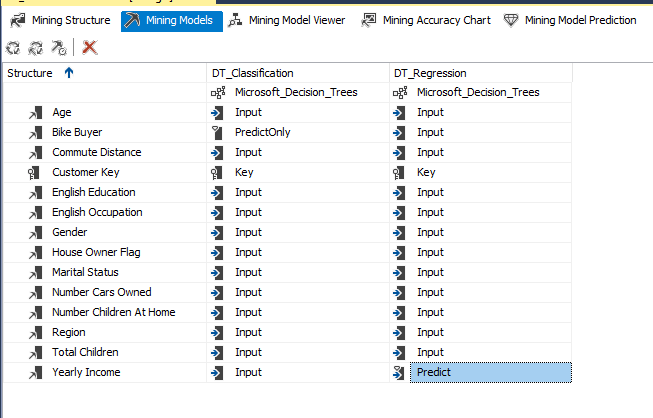 Mining Structure Mining Models Mining Model Viewer Mining Accuracy Chart Mining Model Prediction
Structure DT_Classification DT_Regression
Microsoft_Decision_Trees Microsoft_Decision_Trees
Age Input Input
Bike Buyer PredictOnly Input
Commute Distance Input Input
Customer Key Key Key
English Education Input Input
English Occupation Input Input
Gender Input Input
House Owner Flag Input Input
Marital Status Input Input
Number Cars Owned Input Input
Number Children At Home Input Input
Region Input Input
Total Children Input Input
Yearly Income Input Predict